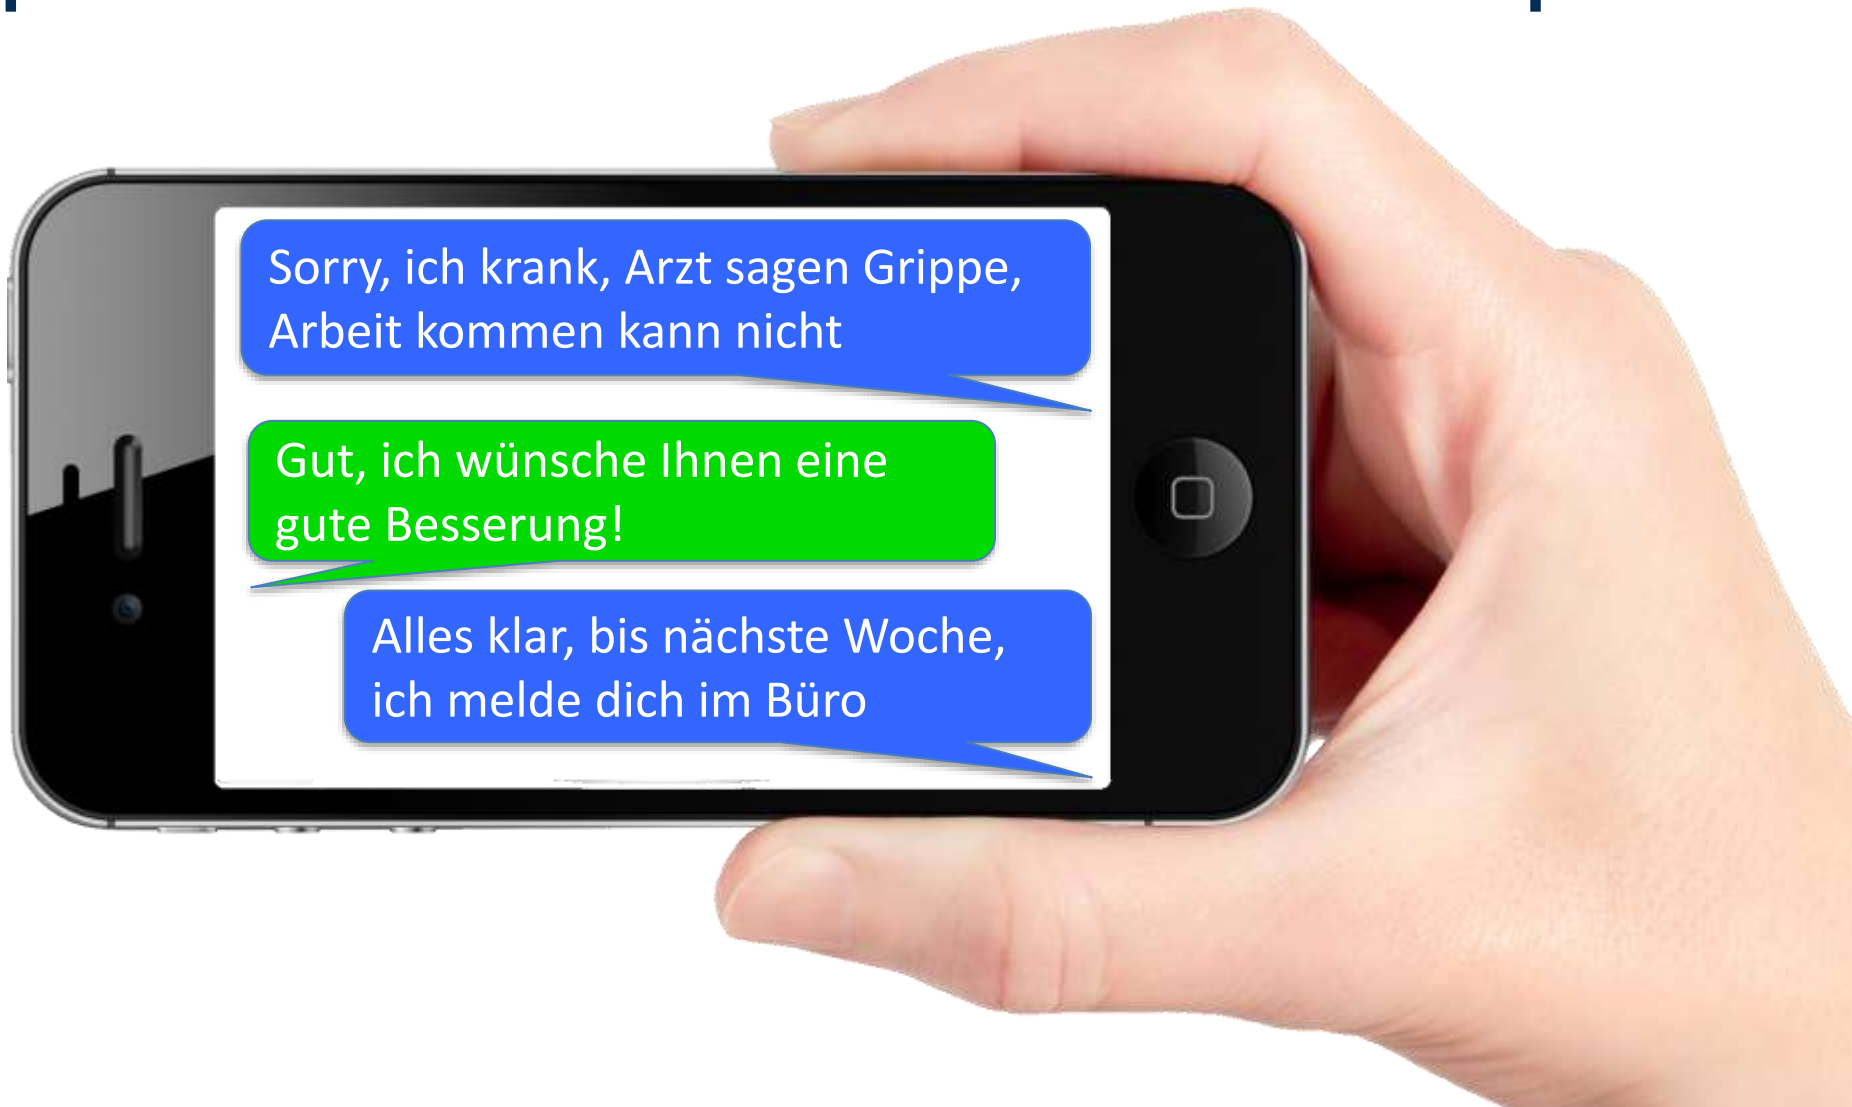 Sorry, ich krank, Arzt sagen Grippe,
Arbeit kommen kann nicht
Gut, ich wünsche Ihnen eine
gute Besserung!
Alles klar, bis nächste Woche,
ich melde dich im Büro